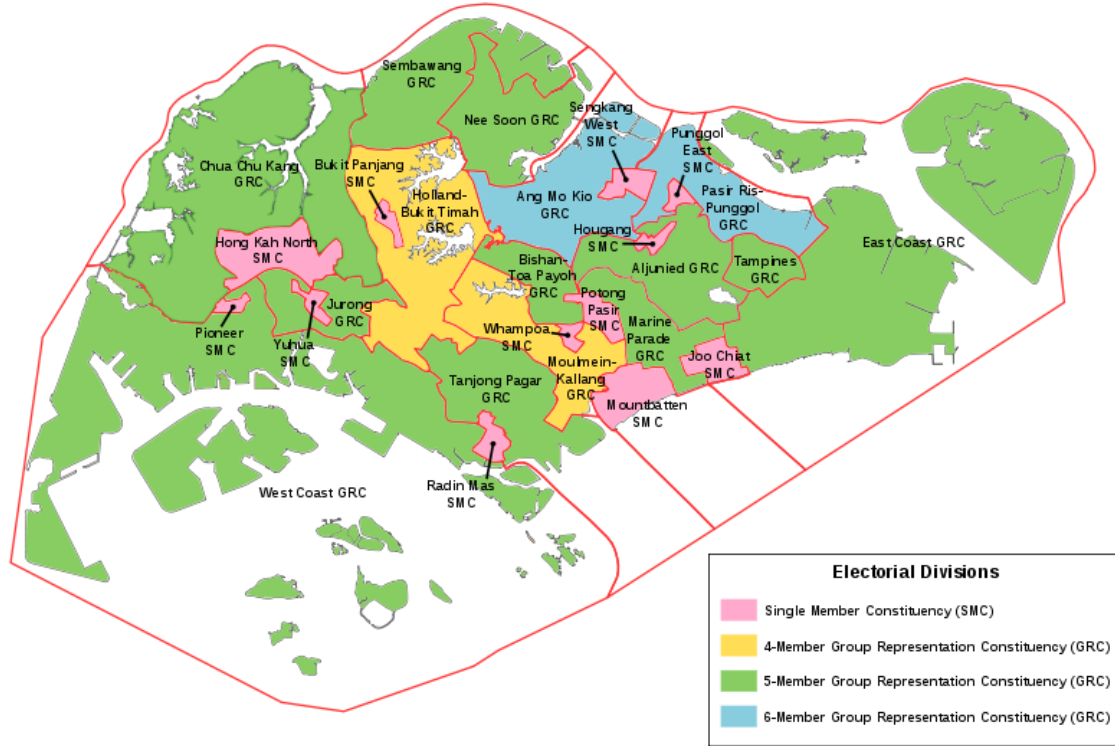 Sembawang
GRC
Nee Soon GRC
Sengkang
West
SMC
Punggol
East
SMC
Chua Chu Kang
GRC
Bukit Panjang
SMC
Holland-
Bukit Timah
GRC
Ang Mo Kio
GRC
Pasir Ris-
Punggol
GRC
Hong Kah North
SMC
Hougang
SMC
East Coast GRC
Bishan-
Toa Payoh
GRC
Aljunied GRC
Tampines
GRC
Jurong
GRC
Potong
Pasir
SMC
Pioneer
SMC
Yuhua
SMC
Whampoa
SMC
Marine
Parade
GRC
Joo Chiat
SMC
Moulmein-
Kallang
GRC
Tanjong Pagar
GRC
Mountbatten
SMC
Radin Mas
SMC
West Coast GRC
Electorial Divisions
Single Member Constituency (SMC)
4-Member Group Representation Constituency (GRC)
5-Member Group Representation Constituency (GRC)
6-Member Group Representation Constituency (GRC)